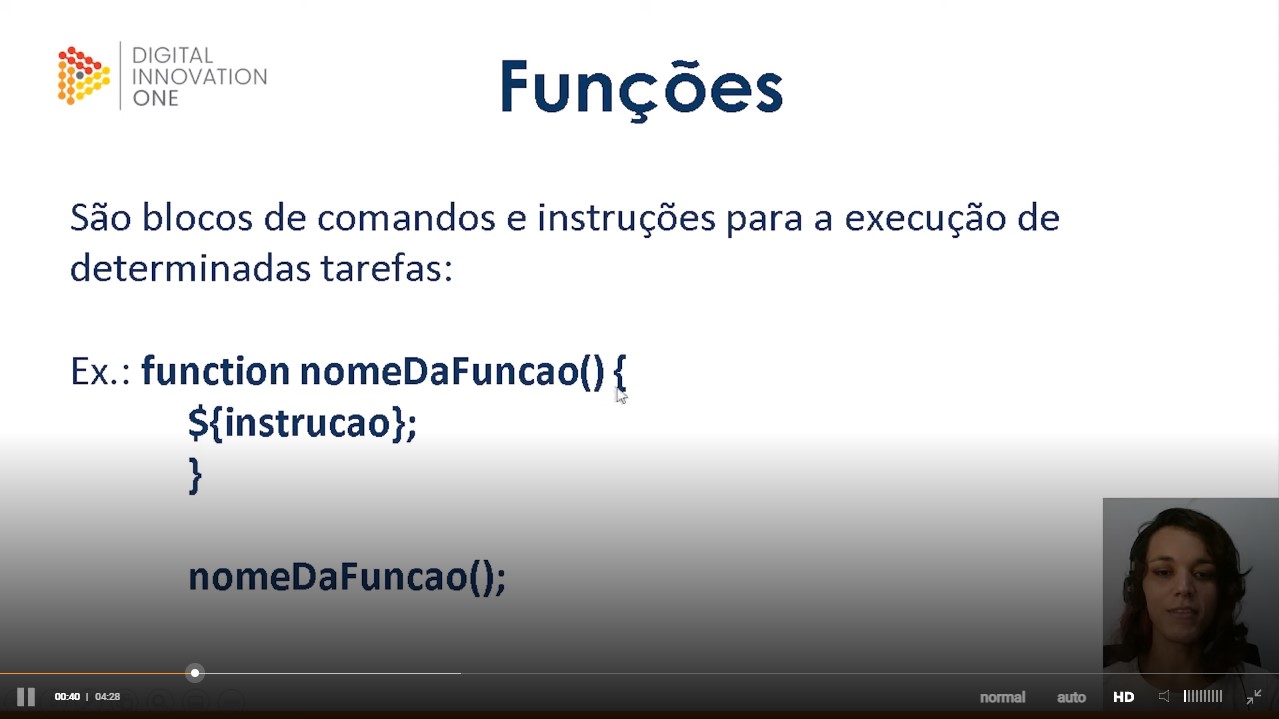 DIGITAL
INNOVATION
ONE
Funções
São blocos de comandos e instruções para a execução de
determinadas tarefas:
Ex.: function nomeDaFuncao() {
${instrucao};
}
nomeDaFuncao();
00:40 | 04:28
normal auto HD